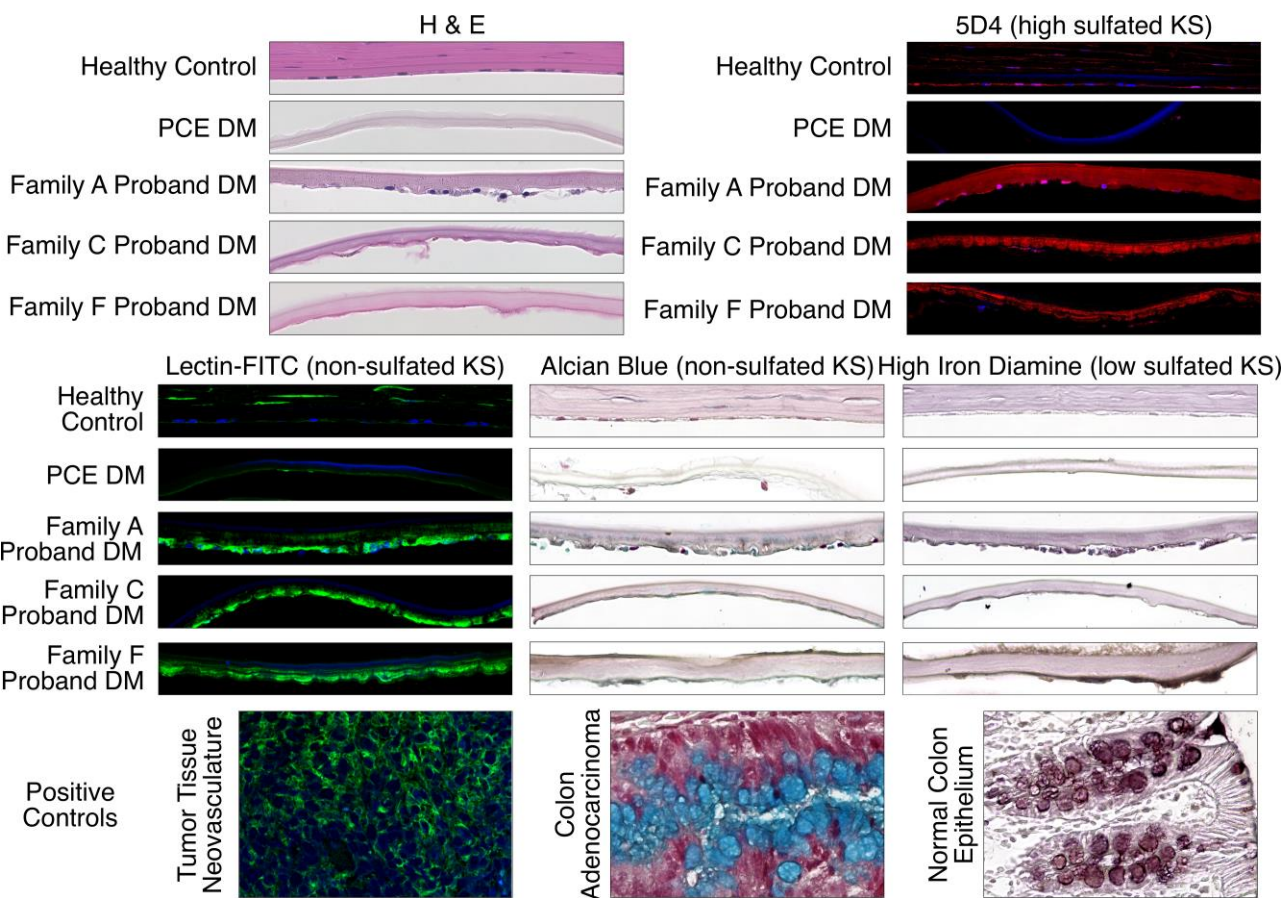 H & E
Healthy Control
PCE DM
Family A Proband DM
Family C Proband DM
Family F Proband DM
5D4 (high sulfated KS)
Healthy Control
PCE DM
Family A Proband DM
Family C Proband DM
Family F Proband DM
Lectin-FITC (non-sulfated KS)
Alcian Blue (non-sulfated KS)
High Iron Diamine (low sulfated KS)
Healthy
Control
PCE DM
Family A
Proband DM
Family C
Proband DM
Family F
Proband DM
Positive
Controls
Tumor Tissue
Neovasculature
Colon
Adenocarcinoma
Normal Colon
Epithelium